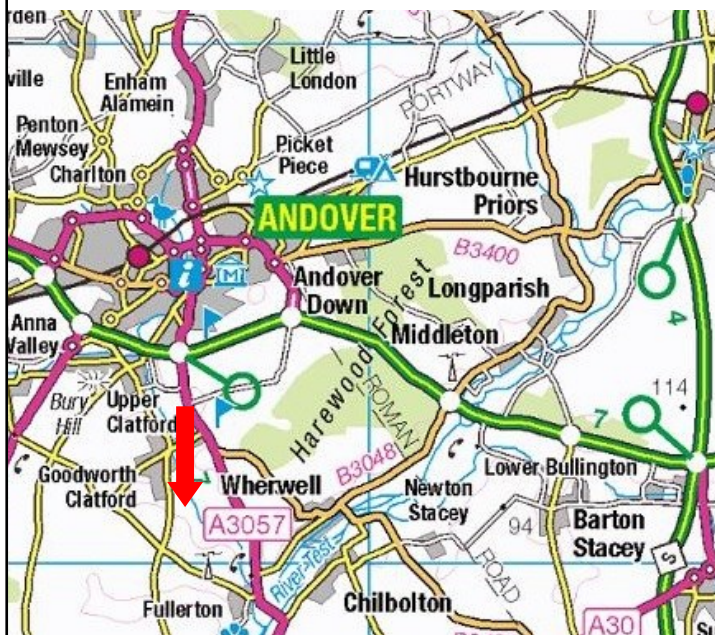 rden
Little
London
ville
Enham
Alamein
PORTWAY
Penton
Mewsey
Picket
Piece
Charlton
Hurstbourne
Priors
ANDOVER
B3400
i
M
Andover
Down
Longparish
Harewood Forest
4
Anna
Valley
Middleton
ROMAN
114
Bury
Hill
Upper
Clatford
7
Goodworth
Clatford
B3048
Lower Bullington
Wherwell
Newton
Stacey
94
Barton
Stacey
A3057
ROAD
S
River Test
Fullerton
Chilbolton
A30